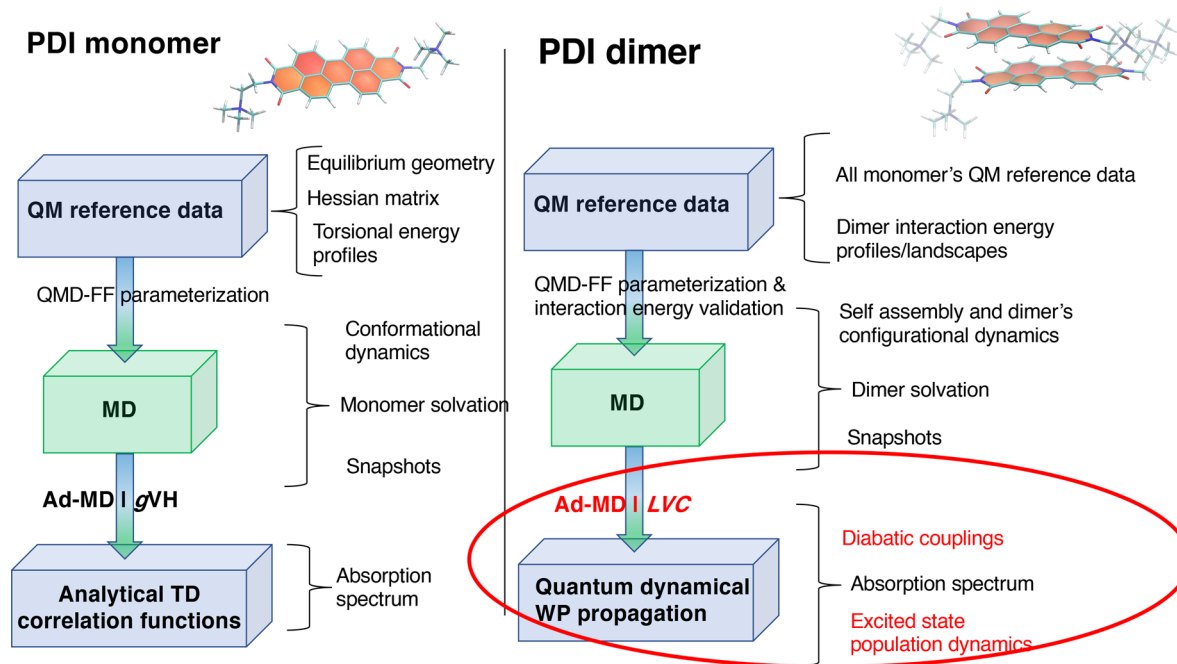 PDI monomer
QM reference data
Equilibrium geometry
Hessian matrix
Torsional energy
profiles
QMD-FF parameterization
MD
Conformational
dynamics
Monomer solvation
Snapshots
Ad-MD | gVH
Analytical TD
correlation functions
Absorption
spectrum
PDI dimer
QM reference data
All monomer's QM reference data
Dimer interaction energy
profiles/landscapes
QMD-FF parameterization &
interaction energy validation
MD
Self assembly and dimer's
configurational dynamics
Dimer solvation
Snapshots
Ad-MD | LVC
Quantum dynamical
WP propagation
Diabatic couplings
Absorption spectrum
Excited state
population dynamics